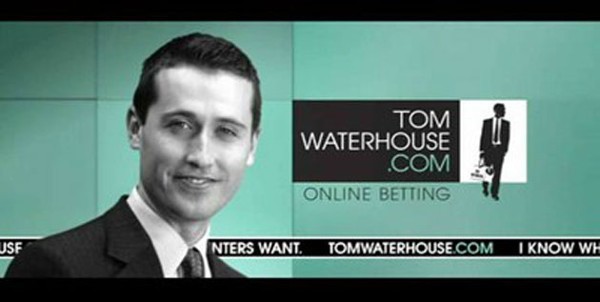 TOM
WATERHOUSE
.COM
ONLINE BETTING
USE
NTERS WANT. TOMWATERHOUSE.COM I KNOW WH